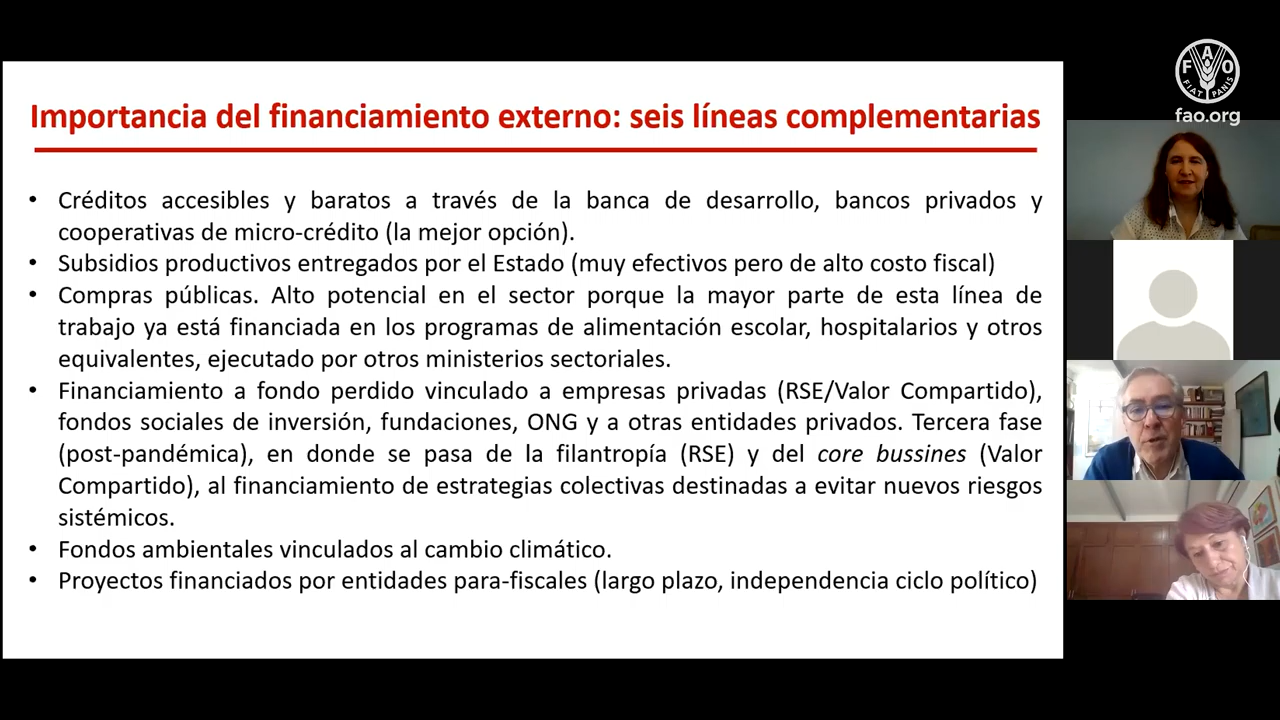 Importancia del financiamiento externo: seis líneas complementarias
• Créditos accesibles y baratos a través de la banca de desarrollo, bancos privados y
cooperativas de micro-crédito (la mejor opción).
• Subsidios productivos entregados por el Estado (muy efectivos pero de alto costo fiscal)
• Compras públicas. Alto potencial en el sector porque la mayor parte de esta línea de
trabajo ya está financiada en los programas de alimentación escolar, hospitalarios y otros
equivalentes, ejecutado por otros ministerios sectoriales.
• Financiamiento a fondo perdido vinculado a empresas privadas (RSE/Valor Compartido),
fondos sociales de inversión, fundaciones, ONG y a otras entidades privados. Tercera fase
(post-pandémica), en donde se pasa de la filantropía (RSE) y del core bussines (Valor
Compartido), al financiamiento de estrategias colectivas destinadas a evitar nuevos riesgos
sistémicos.
• Fondos ambientales vinculados al cambio climático.
• Proyectos financiados por entidades para-fiscales (largo plazo, independencia ciclo político)
FAO
FIAT PANIS
fao.org